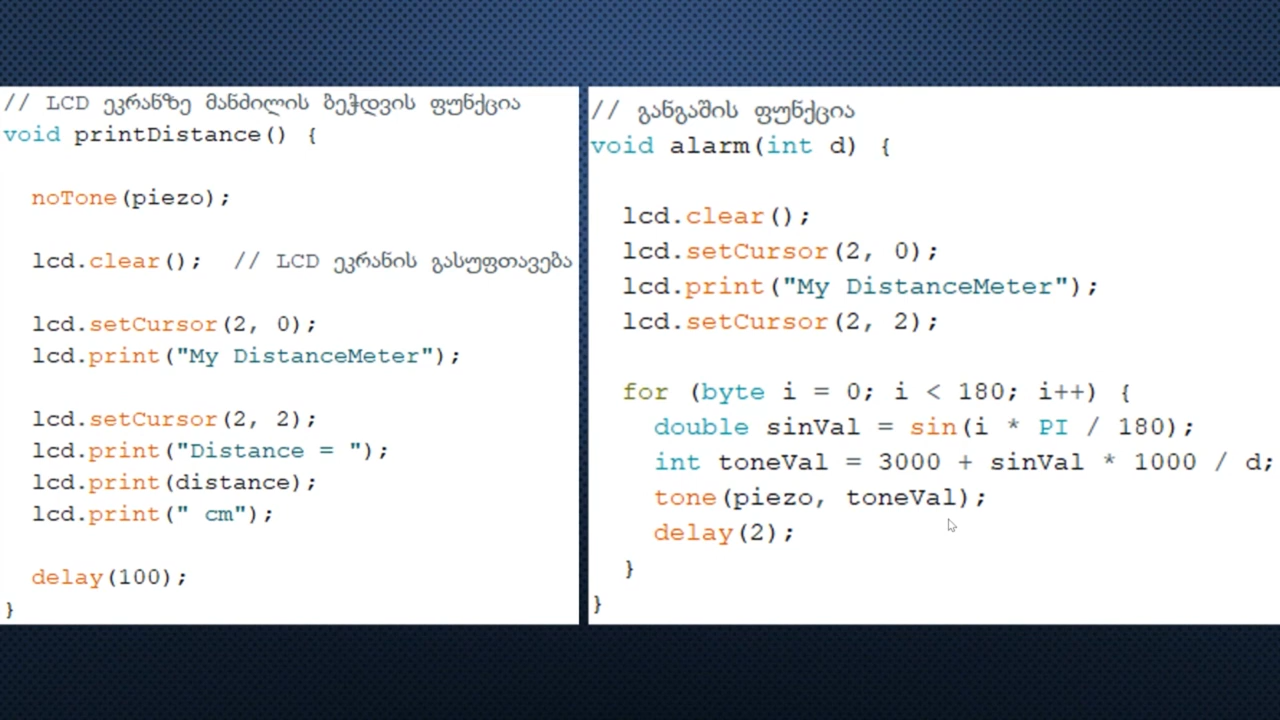 // LCD ეკრანზე მანძილის ბეჭდვის ფუნქცია
void printDistance() {
noTone(piezo);
lcd.clear();  // LCD ეკრანის გასუფთავება
lcd.setCursor(2, 0);
lcd.print("My DistanceMeter");
lcd.setCursor(2, 2);
lcd.print("Distance = ");
lcd.print(distance);
lcd.print(" cm");
delay(100);
}
// განგაშის ფუნქცია
void alarm(int d) {
lcd.clear();
lcd.setCursor(2, 0);
lcd.print("My DistanceMeter");
lcd.setCursor(2, 2);
for (byte i = 0; i < 180; i++) {
double sinVal = sin(i * PI / 180);
int toneVal = 3000 + sinVal * 1000 / d;
tone(piezo, toneVal);
delay(2);
}
}